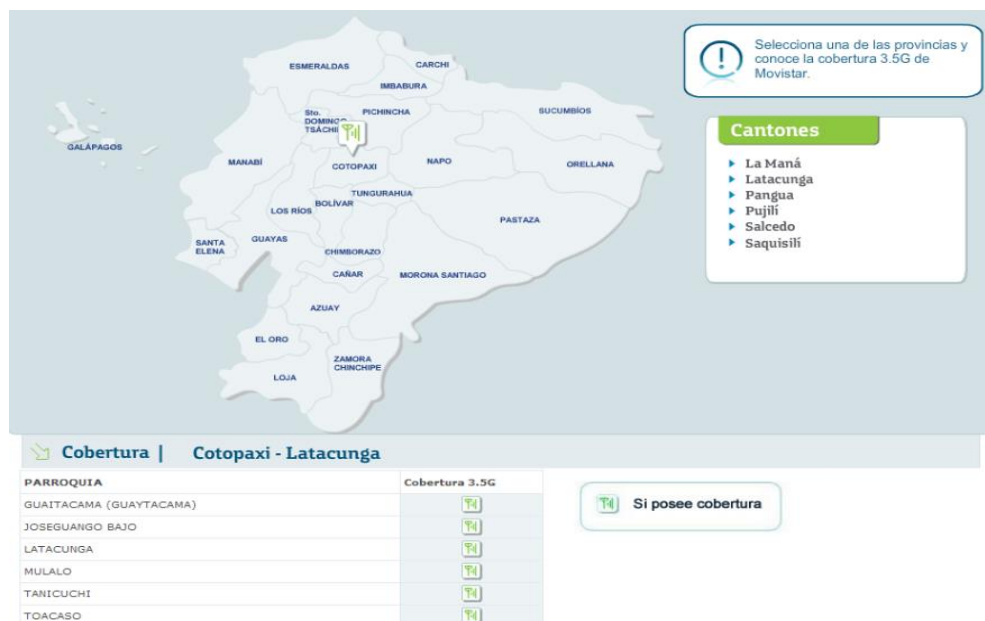 Selecciona una de las provincias y
conoce la cobertura 3.5G de
Movistar.
ESMERALDAS
CARCHI
IMBABURA
Sto.
DOMINGO
TSÁCHI
PICHINCHA
SUCUMBÍOS
GALÁPAGOS
MANABÍ
COTOPAXI
NAPO
ORELLANA
TUNGURAHUA
BOLÍVAR
LOS RÍOS
PASTAZA
SANTA
ELENA
GUAYAS
CHIMBORAZO
CAÑAR
MORONA SANTIAGO
AZUAY
EL ORO
ZAMORA
CHINCHIPE
LOJA
Cantones
La Maná
Latacunga
Pangua
Pujilí
Salcedo
Saquisilí
Cobertura | Cotopaxi - Latacunga
PARROQUIA Cobertura 3.5G
GUAITACAMA (GUAYTACAMA)
JOSEGUANGO BAJO
LATACUNGA
MULALO
TANICUCHI
TOACASO
Si posee cobertura